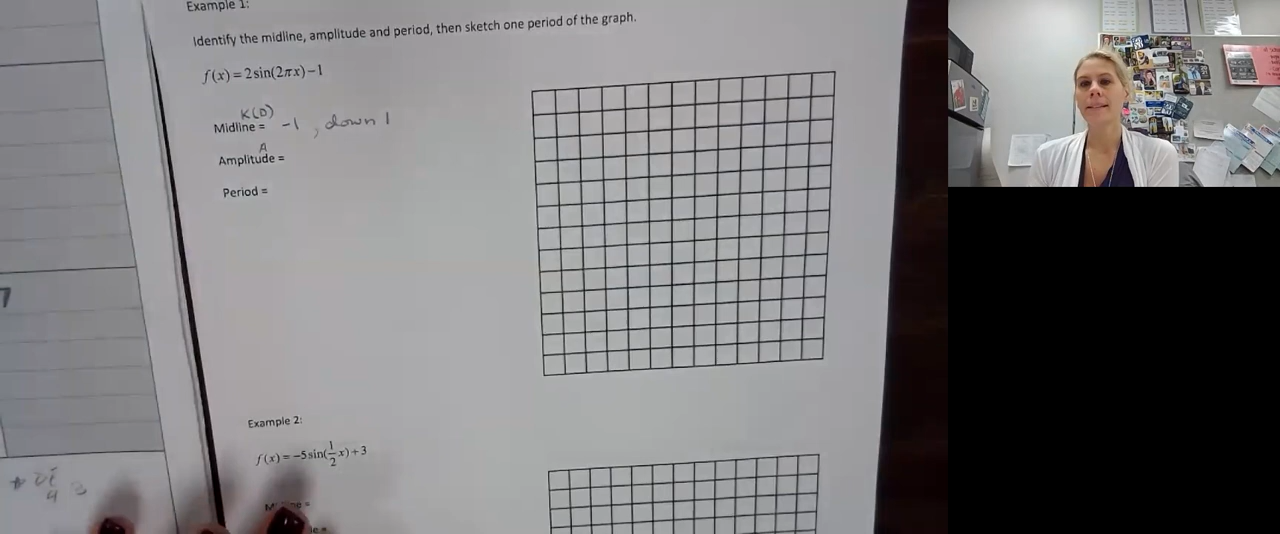 Example 1:
Identify the midline, amplitude and period, then sketch one period of the graph.
f(x)=2sin(2πx)−1
K(D)
Midline = -1, down 1
A
Amplitude =
Period =
7
Example 2:
f(x)=−5sin(1/2 x)+3